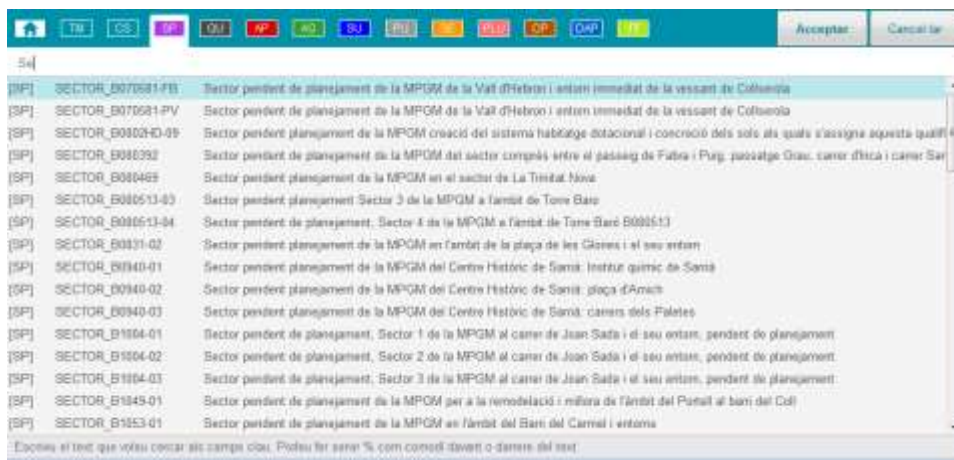 TM CS SP QU AP AQ SU PU SE PLU OP OAP
Acceptar Cancel·lar
Se
[SP] SECTOR_B070681-FB Sector pendent de planejament de la MPGM de la Vall d'Hebron i entorn immediat de la vessant de Collserola
[SP] SECTOR_B070681-PV Sector pendent de planejament de la MPGM de la Vall d'Hebron i entorn immediat de la vessant de Collserola
[SP] SECTOR_B0802HD-09 Sector pendent planejament de la MPGM creació del sistema habitatge dotacional i concreció dels sols als quals s'assigna aquesta qualifi
[SP] SECTOR_B080392 Sector pendent de planejament de la MPGM del sector comprès entre el passeig de Fabra i Puig, passatge Grau, carrer d'Inca i carrer Sar
[SP] SECTOR_B080469 Sector pendent planejament de la MPGM en el sector de La Trinitat Nova
[SP] SECTOR_B080513-03 Sector pendent planejament Sector 3 de la MPGM a l'àmbit de Torre Baró
[SP] SECTOR_B080513-04 Sector pendent de planejament, Sector 4 de la MPGM a l'àmbit de Torre Baró B080513
[SP] SECTOR_B0831-02 Sector pendent planejament de la MPGM en l'àmbit de la plaça de les Glòries i el seu entorn
[SP] SECTOR_B0940-01 Sector pendent planejament de la MPGM del Centre Històric de Sarrià: Institut químic de Sarrià
[SP] SECTOR_B0940-02 Sector pendent planejament de la MPGM del Centre Històric de Sarrià: plaça d'Artich
[SP] SECTOR_B0940-03 Sector pendent planejament de la MPGM del Centre Històric de Sarrià: carrers dels Paletes
[SP] SECTOR_B1004-01 Sector pendent de planejament, Sector 1 de la MPGM al carrer de Joan Sada i el seu entorn, pendent de planejament
[SP] SECTOR_B1004-02 Sector pendent de planejament, Sector 2 de la MPGM al carrer de Joan Sada i el seu entorn, pendent de planejament
[SP] SECTOR_B1004-03 Sector pendent de planejament, Sector 3 de la MPGM al carrer de Joan Sada i el seu entorn, pendent de planejament
[SP] SECTOR_B1049-01 Sector pendent planejament de la MPGM per a la remodelació i millora de l'àmbit del Portell al barri del Coll
[SP] SECTOR_B1053-01 Sector pendent de planejament de la MPGM en l'àmbit del Barri del Carmel i entorns
Escriviu el text que voleu cercar als camps clau. Podeu fer servir % com comodí davant o darrere del text